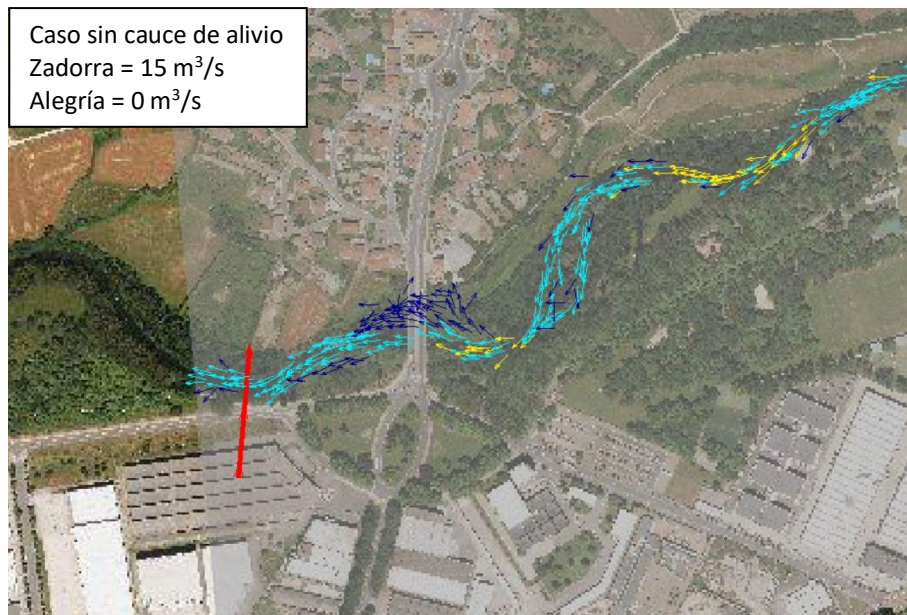 Caso sin cauce de alivio
Zadorra = 15 m³/s
Alegría = 0 m³/s